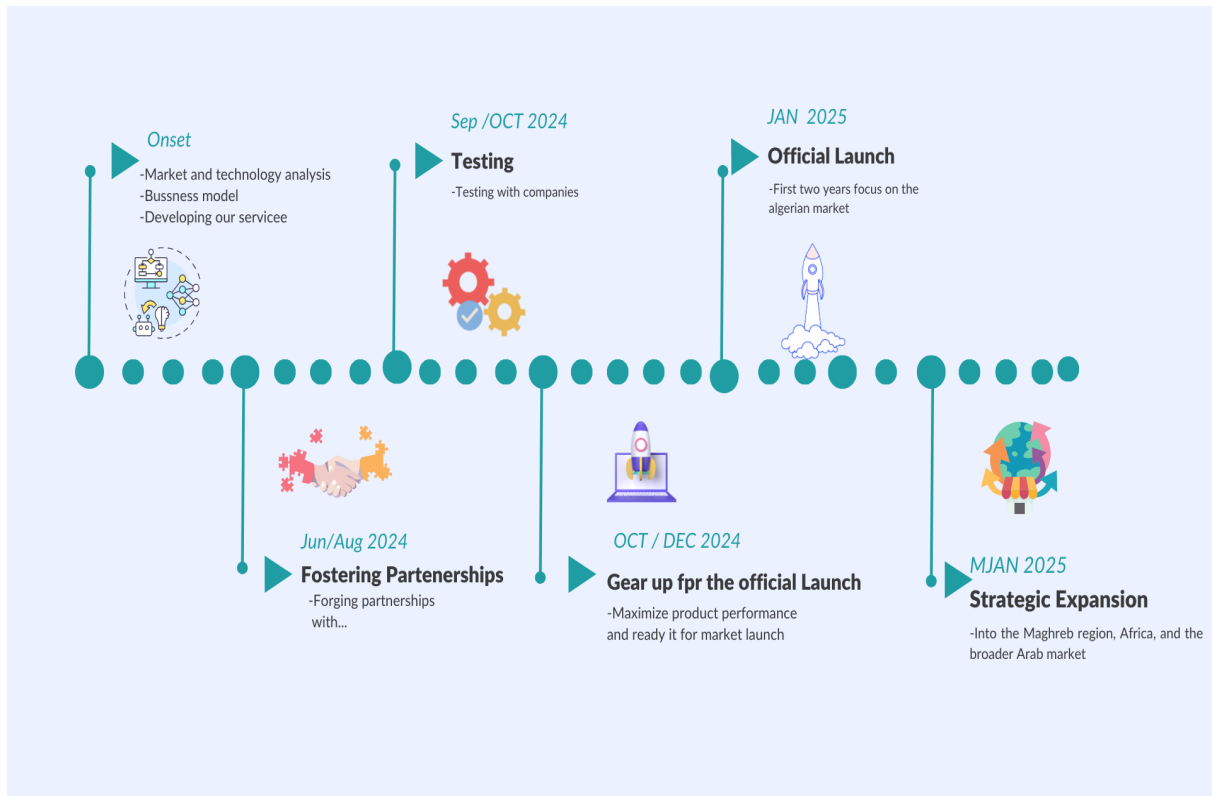 Onset
-Market and technology analysis
-Bussness model
-Developing our servicee
Jun/Aug 2024
Fostering Partenerships
-Forging partnerships
with...
Sep /OCT 2024
Testing
-Testing with companies
OCT / DEC 2024
Gear up fpr the official Launch
-Maximize product performance
and ready it for market launch
JAN 2025
Official Launch
-First two years focus on the
algerian market
MJAN 2025
Strategic Expansion
-Into the Maghreb region, Africa, and the
broader Arab market